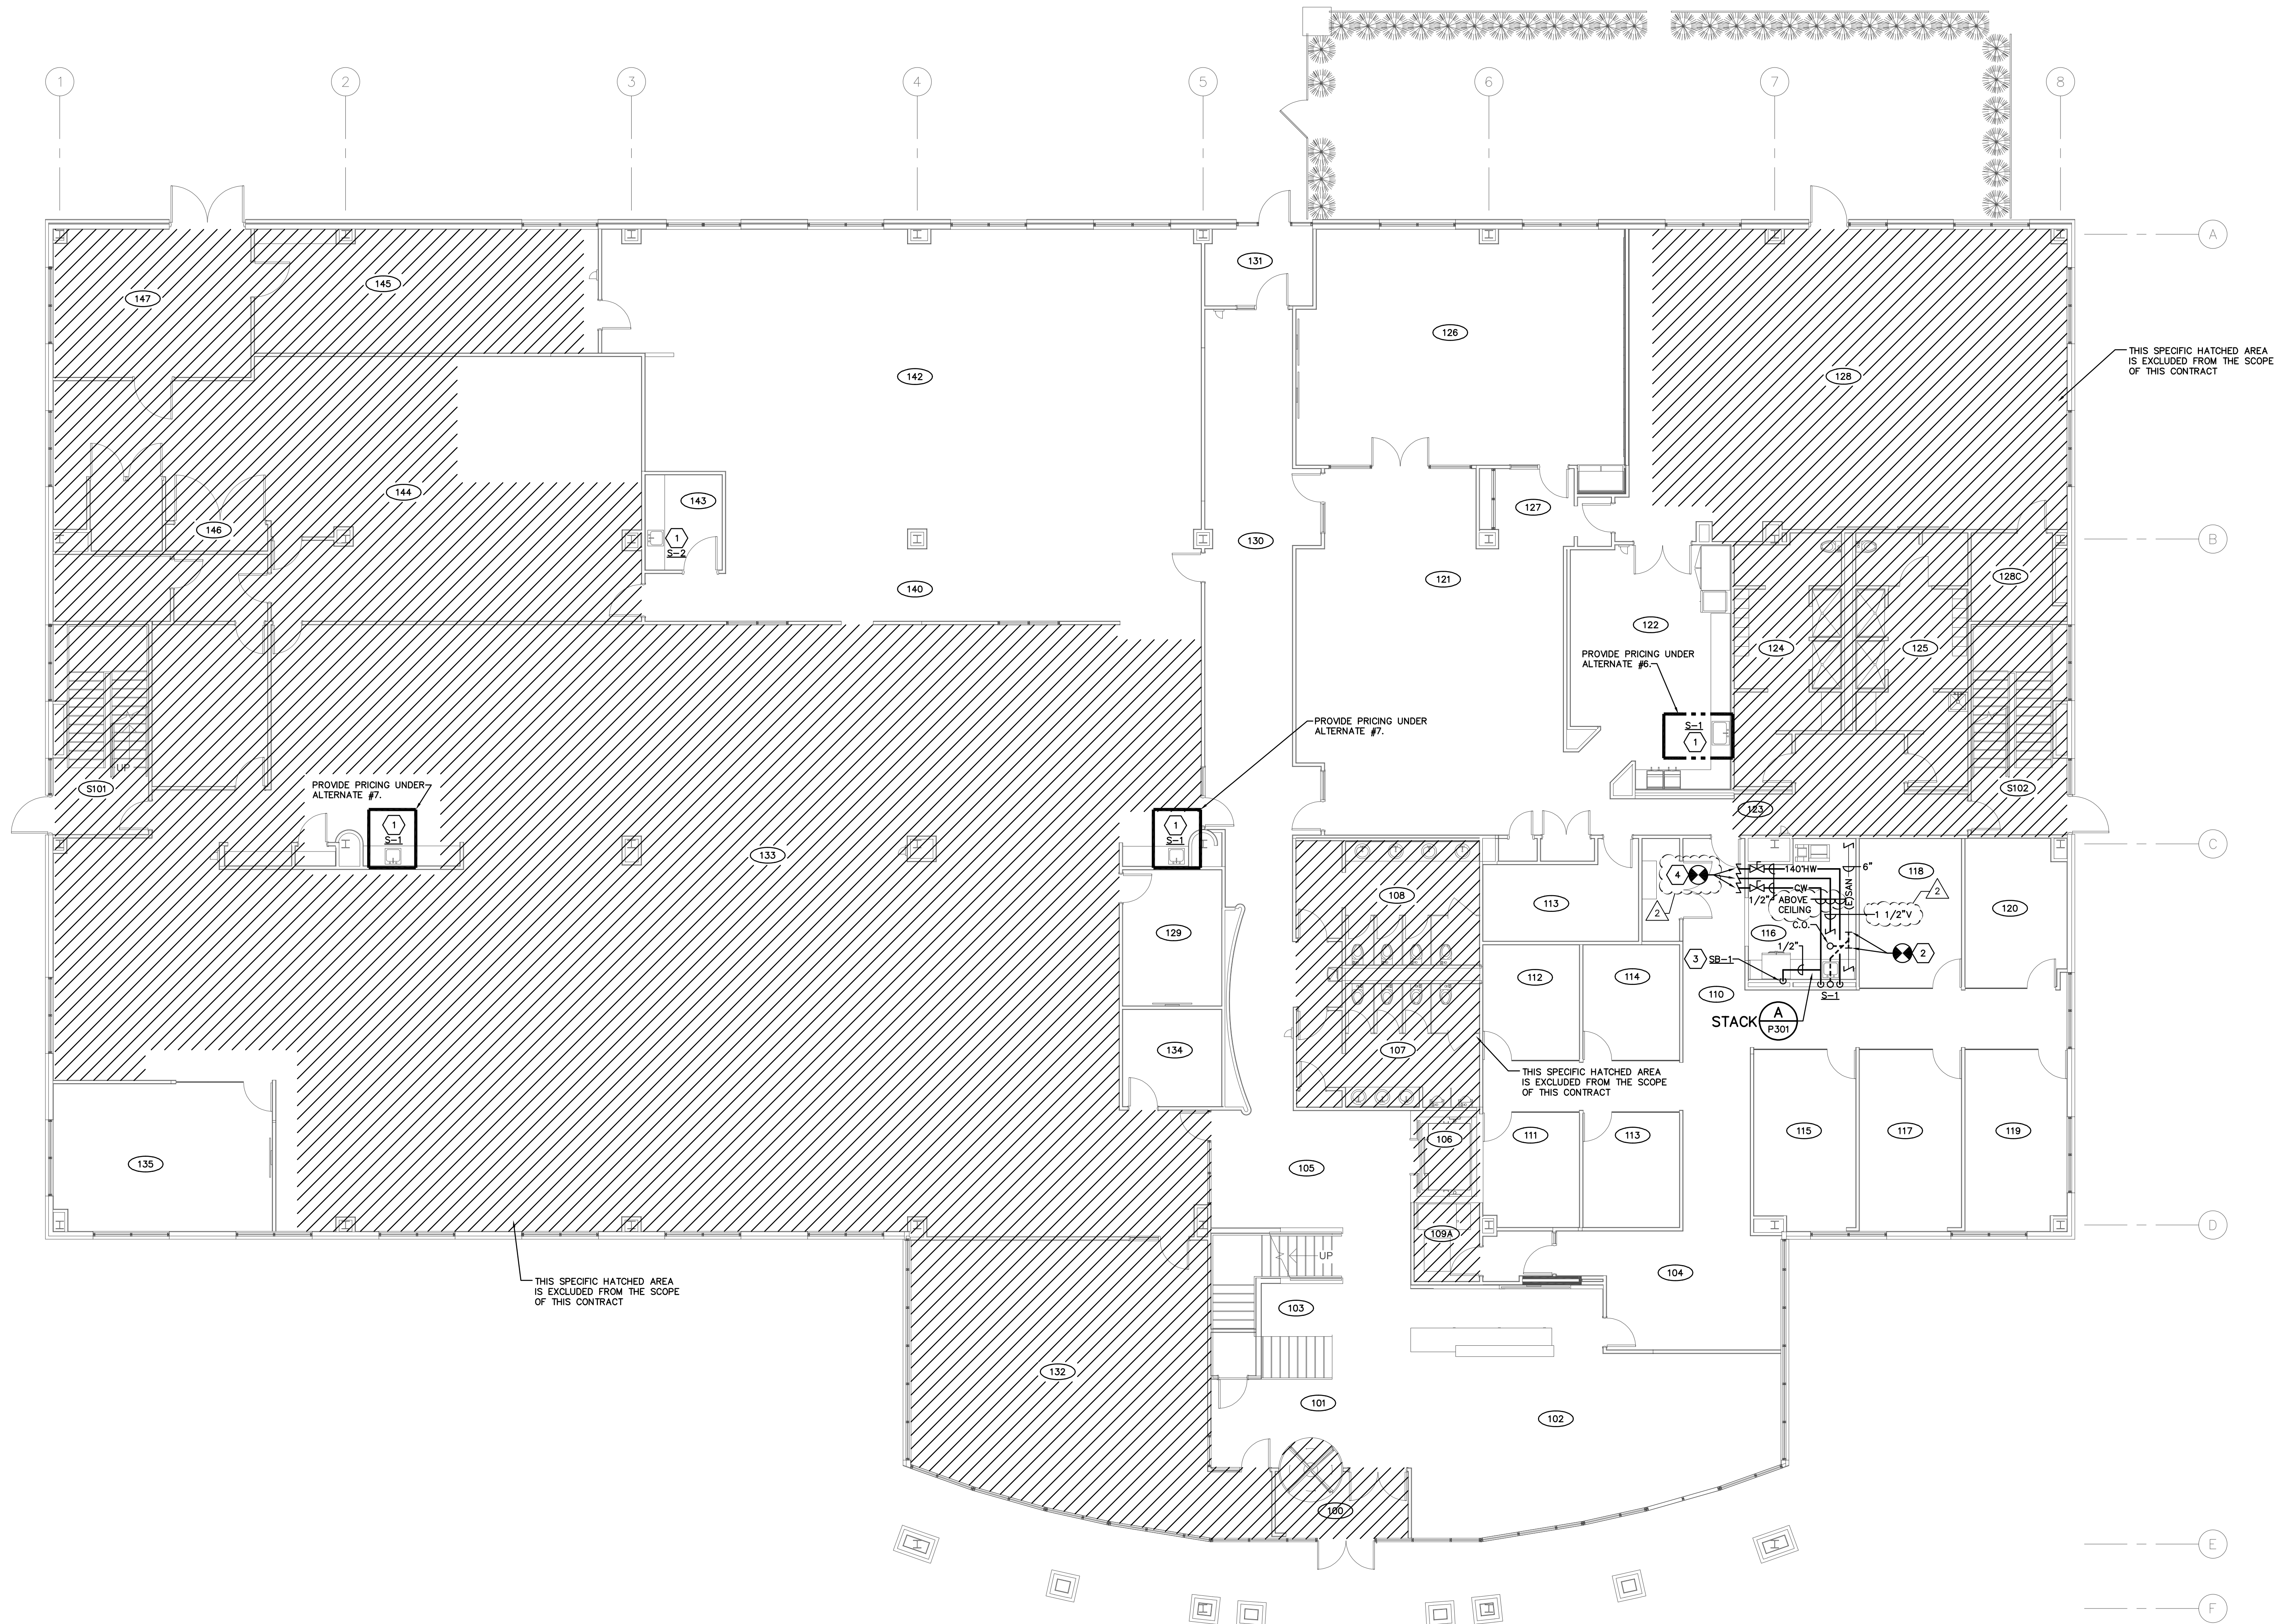 1
2
3
4
5
6
7
8
A
131
147
145
126
THIS SPECIFIC HATCHED AREA
IS EXCLUDED FROM THE SCOPE
OF THIS CONTRACT
142
128
144
143
127
146
1
S-2
130
B
140
121
128C
122
124
125
PROVIDE PRICING UNDER
ALTERNATE #6.
S-1
1
PROVIDE PRICING UNDER
ALTERNATE #7.
UP
S101
S102
PROVIDE PRICING UNDER
ALTERNATE #7.
123
1
S-1
1
S-1
133
C
4
140°HW
6"
118
CW
(E)SAN
2
1/2"
ABOVE
CEILING
108
113
2
1 1/2"V
120
C.O.
129
116
1/2"
2
3
SB-1
112
114
110
S-1
STACK
A
P301
134
107
THIS SPECIFIC HATCHED AREA
IS EXCLUDED FROM THE SCOPE
OF THIS CONTRACT
106
111
113
115
117
119
135
105
109A
D
UP
104
THIS SPECIFIC HATCHED AREA
IS EXCLUDED FROM THE SCOPE
OF THIS CONTRACT
103
132
101
102
100
E
F